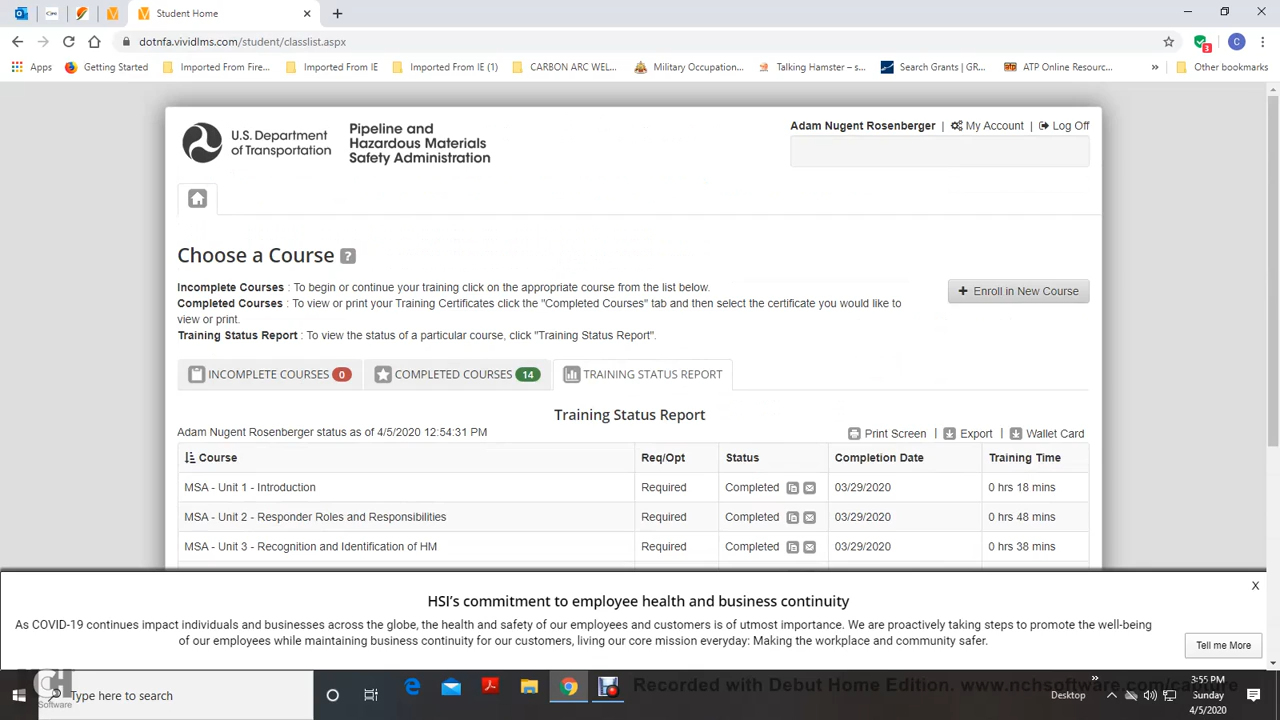 Student Home
dotnfa.vividlms.com/student/classlist.aspx
3
C
Apps
Getting Started
Imported From Fire...
Imported From IE
Imported From IE (1)
CARBON ARC WEL...
Military Occupation...
Talking Hamster – s...
Search Grants | GR...
ATP Online Resourc...
Other bookmarks
U.S. Department of Transportation
Pipeline and
Hazardous Materials
Safety Administration
Adam Nugent Rosenberger | My Account | Log Off
Choose a Course ?
Incomplete Courses : To begin or continue your training click on the appropriate course from the list below.
Completed Courses : To view or print your Training Certificates click the "Completed Courses" tab and then select the certificate you would like to
view or print.
Training Status Report : To view the status of a particular course, click "Training Status Report".
+ Enroll in New Course
INCOMPLETE COURSES 0
COMPLETED COURSES 14
TRAINING STATUS REPORT
Training Status Report
Adam Nugent Rosenberger status as of 4/5/2020 12:54:31 PM
Print Screen | Export | Wallet Card
Course Req/Opt Status Completion Date Training Time
MSA - Unit 1 - Introduction Required Completed 03/29/2020 0 hrs 18 mins
MSA - Unit 2 - Responder Roles and Responsibilities Required Completed 03/29/2020 0 hrs 48 mins
MSA - Unit 3 - Recognition and Identification of HM Required Completed 03/29/2020 0 hrs 38 mins
X
HSI's commitment to employee health and business continuity
As COVID-19 continues impact individuals and businesses across the globe, the health and safety of our employees and customers is of utmost importance. We are proactively taking steps to promote the well-being
of our employees while maintaining business continuity for our customers, living our core mission everyday: Making the workplace and community safer.
Tell me More
NCH Software
Type here to search
Recorded with Debut Home Edition. www.nchsoftware.com/capture
Desktop
3:55 PM
Sunday
4/5/2020